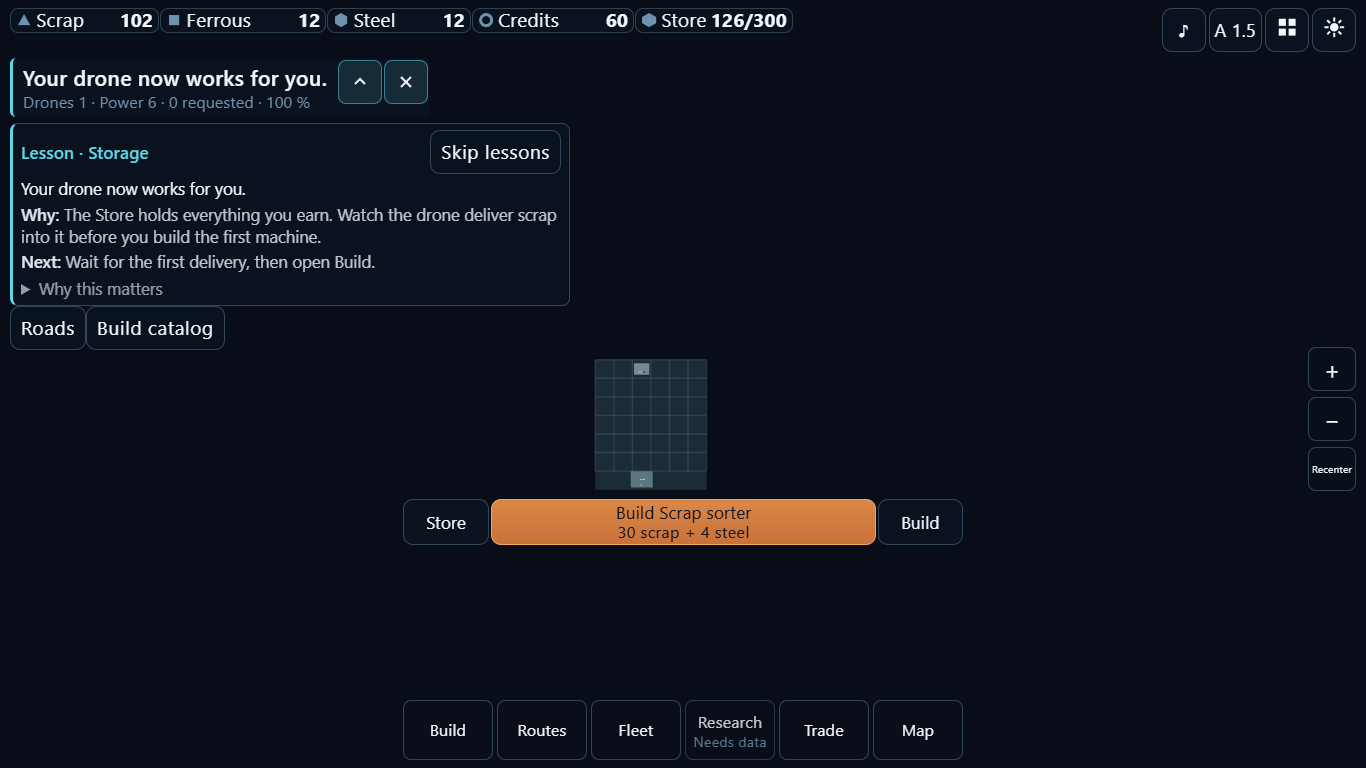 Scrap 102 Ferrous 12 Steel 12 Credits 60 Store 126/300
A 1.5
Your drone now works for you.
Drones 1 · Power 6 · 0 requested · 100 %
Lesson · Storage
Skip lessons
Your drone now works for you.
Why: The Store holds everything you earn. Watch the drone deliver scrap
into it before you build the first machine.
Next: Wait for the first delivery, then open Build.
Why this matters
Roads Build catalog
+
−
Recenter
Store
Build Scrap sorter
30 scrap + 4 steel
Build
Build Routes Fleet Research Trade Map
Needs data